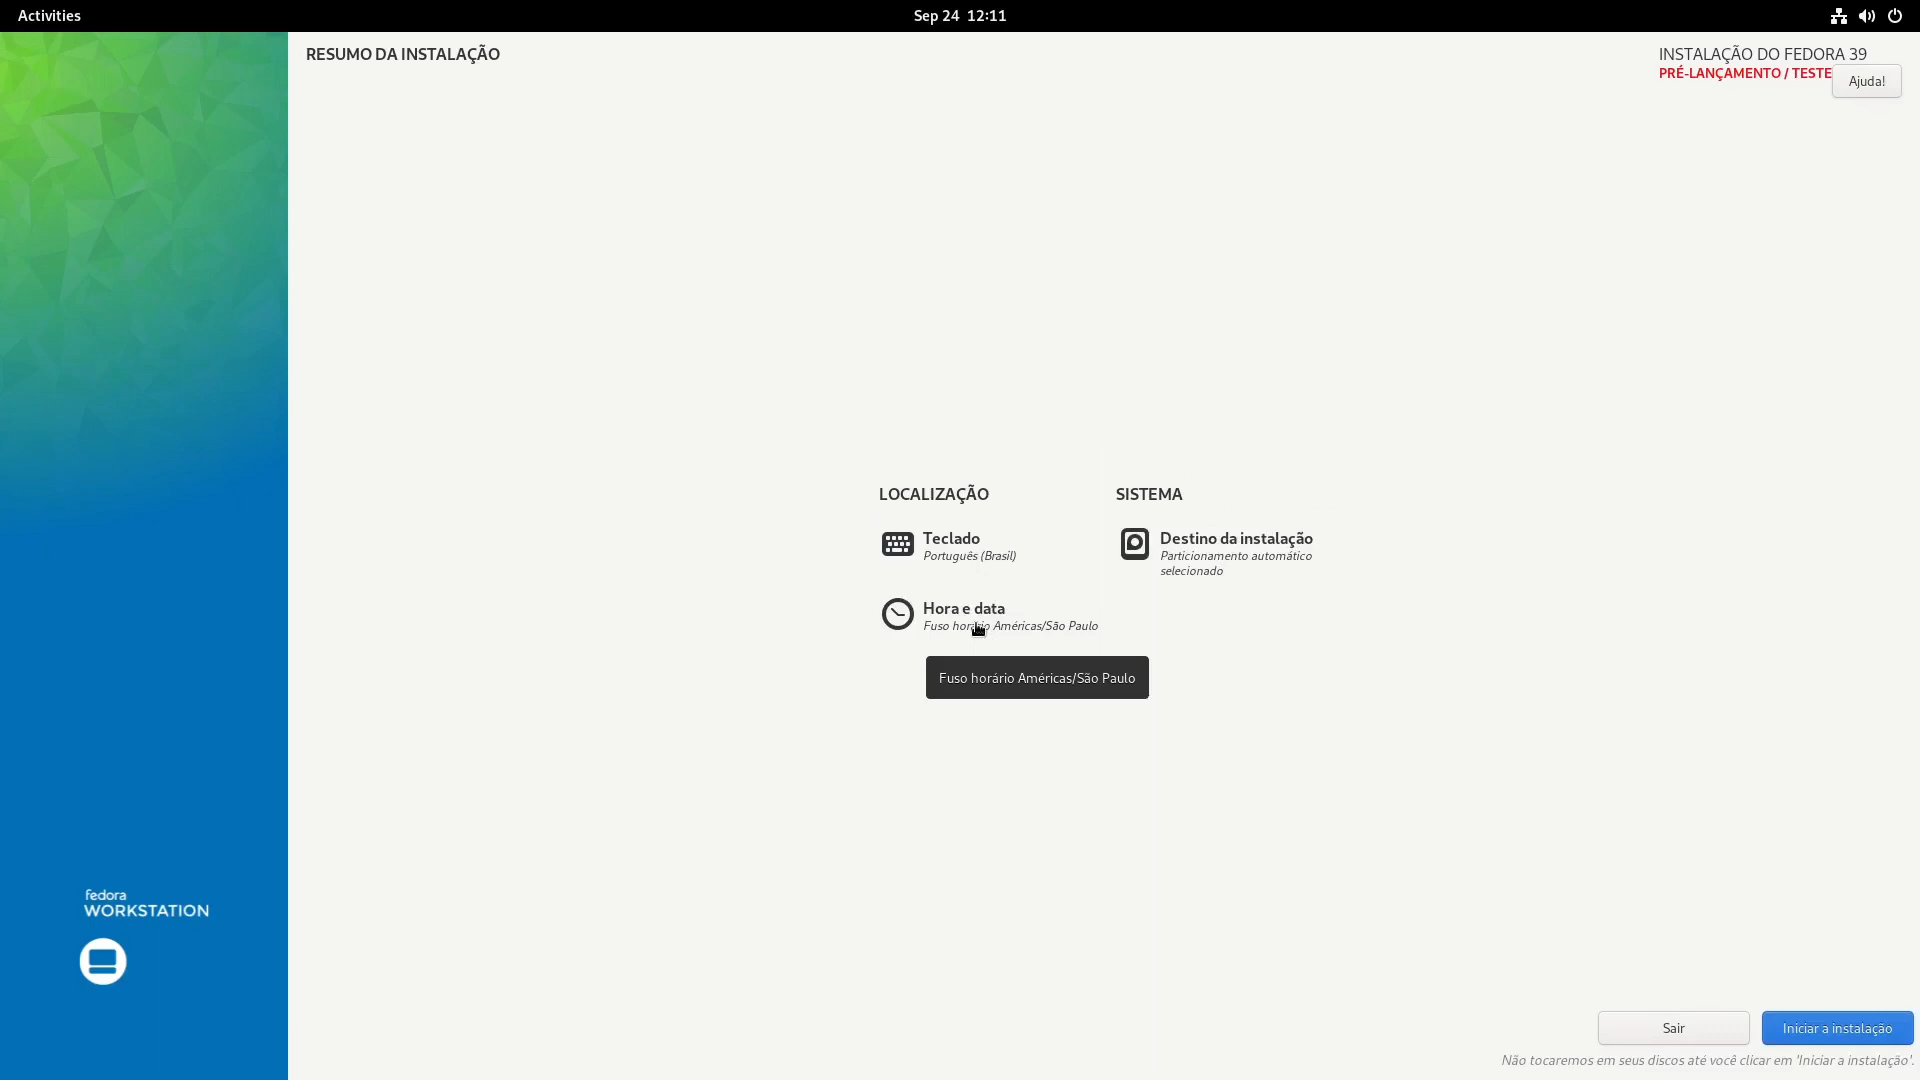 Activities
Sep 24 12:11
RESUMO DA INSTALAÇÃO
INSTALAÇÃO DO FEDORA 39
PRÉ-LANÇAMENTO / TESTE
Ajuda!
LOCALIZAÇÃO
Teclado
Português (Brasil)
Hora e data
Fuso horário Américas/São Paulo
Fuso horário Américas/São Paulo
SISTEMA
Destino da instalação
Particionamento automático
selecionado
fedora
WORKSTATION
Sair
Iniciar a instalação
Não tocaremos em seus discos até você clicar em 'Iniciar a instalação'.